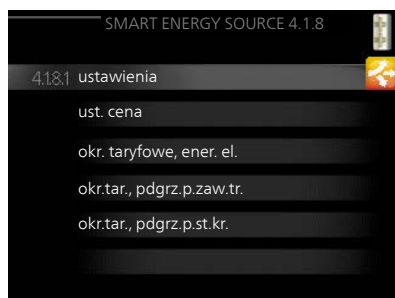 SMART ENERGY SOURCE 4.1.8
4.1.8.1 ustawienia
ust. cena
okr. taryfowe, ener. el.
okr.tar., pdgrz.p.zaw.tr.
okr.tar., pdgrz.p.st.kr.